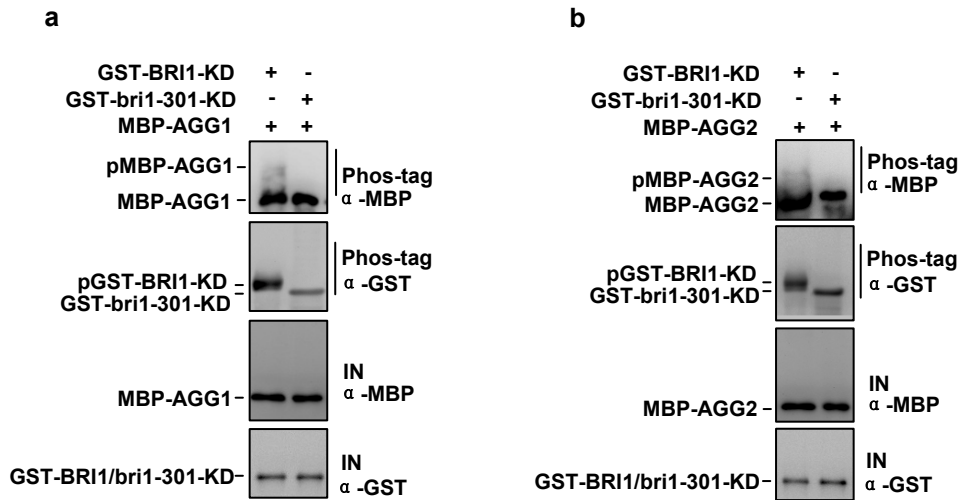 a
GST-BRI1-KD + -
GST-bri1-301-KD - +
MBP-AGG1 + +
pMBP-AGG1
MBP-AGG1
Phos-tag
α-MBP
pGST-BRI1-KD
GST-bri1-301-KD
Phos-tag
α-GST
MBP-AGG1
IN
α-MBP
GST-BRI1/bri1-301-KD
IN
α-GST
b
GST-BRI1-KD + -
GST-bri1-301-KD - +
MBP-AGG2 + +
pMBP-AGG2
MBP-AGG2
Phos-tag
α-MBP
pGST-BRI1-KD
GST-bri1-301-KD
Phos-tag
α-GST
MBP-AGG2
IN
α-MBP
GST-BRI1/bri1-301-KD
IN
α-GST